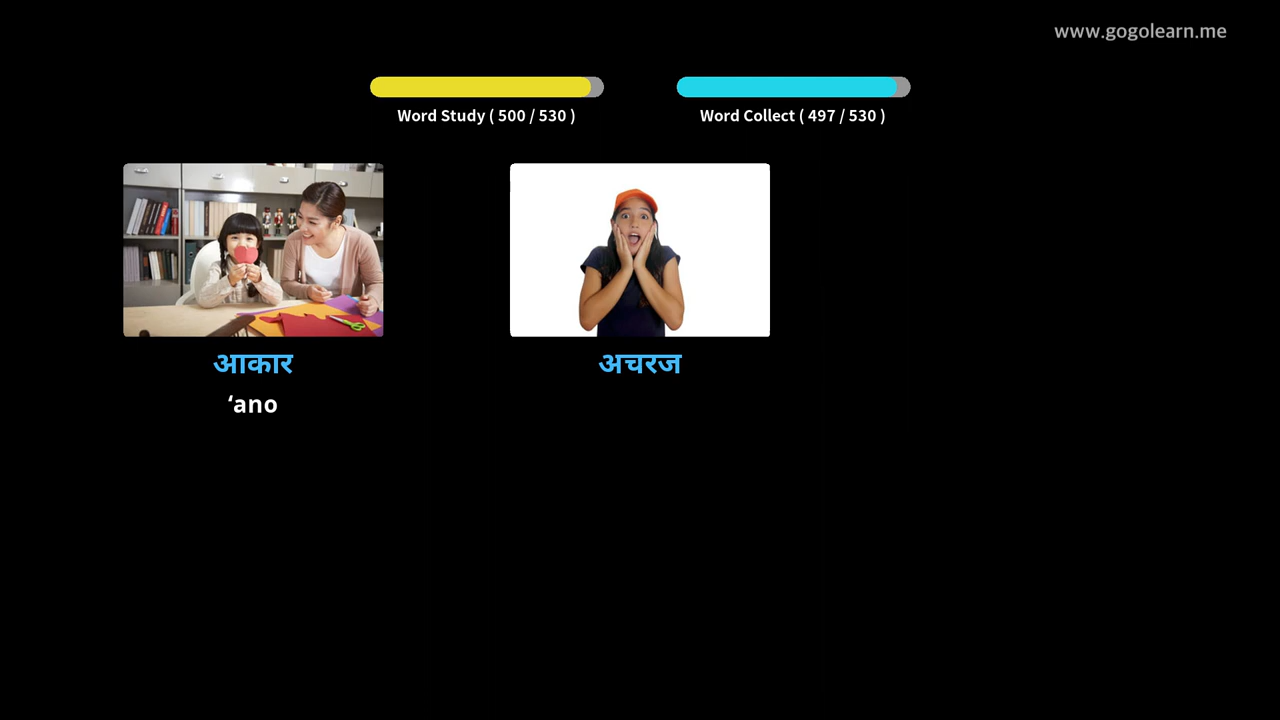 www.gogolearn.me
Word Study ( 500 / 530 )
Word Collect ( 497 / 530 )
आकार
अचरज
‘ano